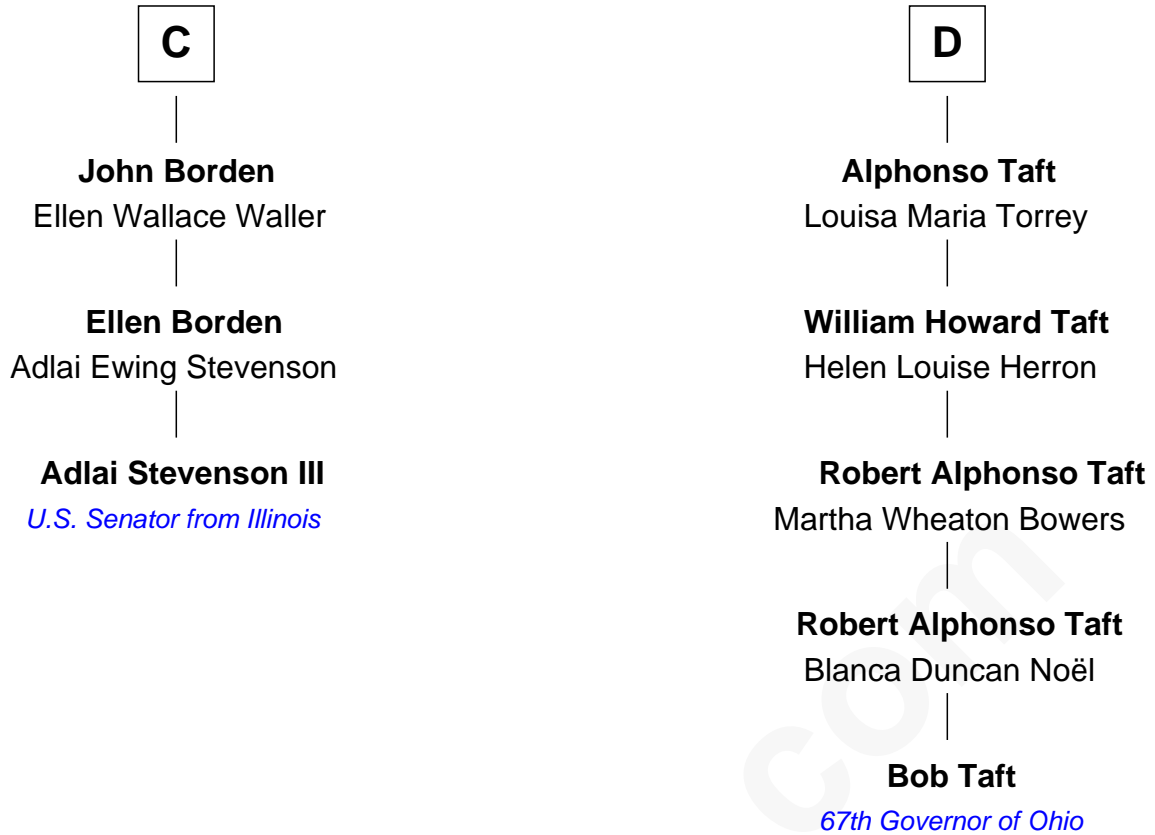 C
John Borden
Ellen Wallace Waller
Ellen Borden
Adlai Ewing Stevenson
Adlai Stevenson III
U.S. Senator from Illinois
D
Alphonso Taft
Louisa Maria Torrey
William Howard Taft
Helen Louise Herron
Robert Alphonso Taft
Martha Wheaton Bowers
Robert Alphonso Taft
Blanca Duncan Noël
Bob Taft
67th Governor of Ohio
com